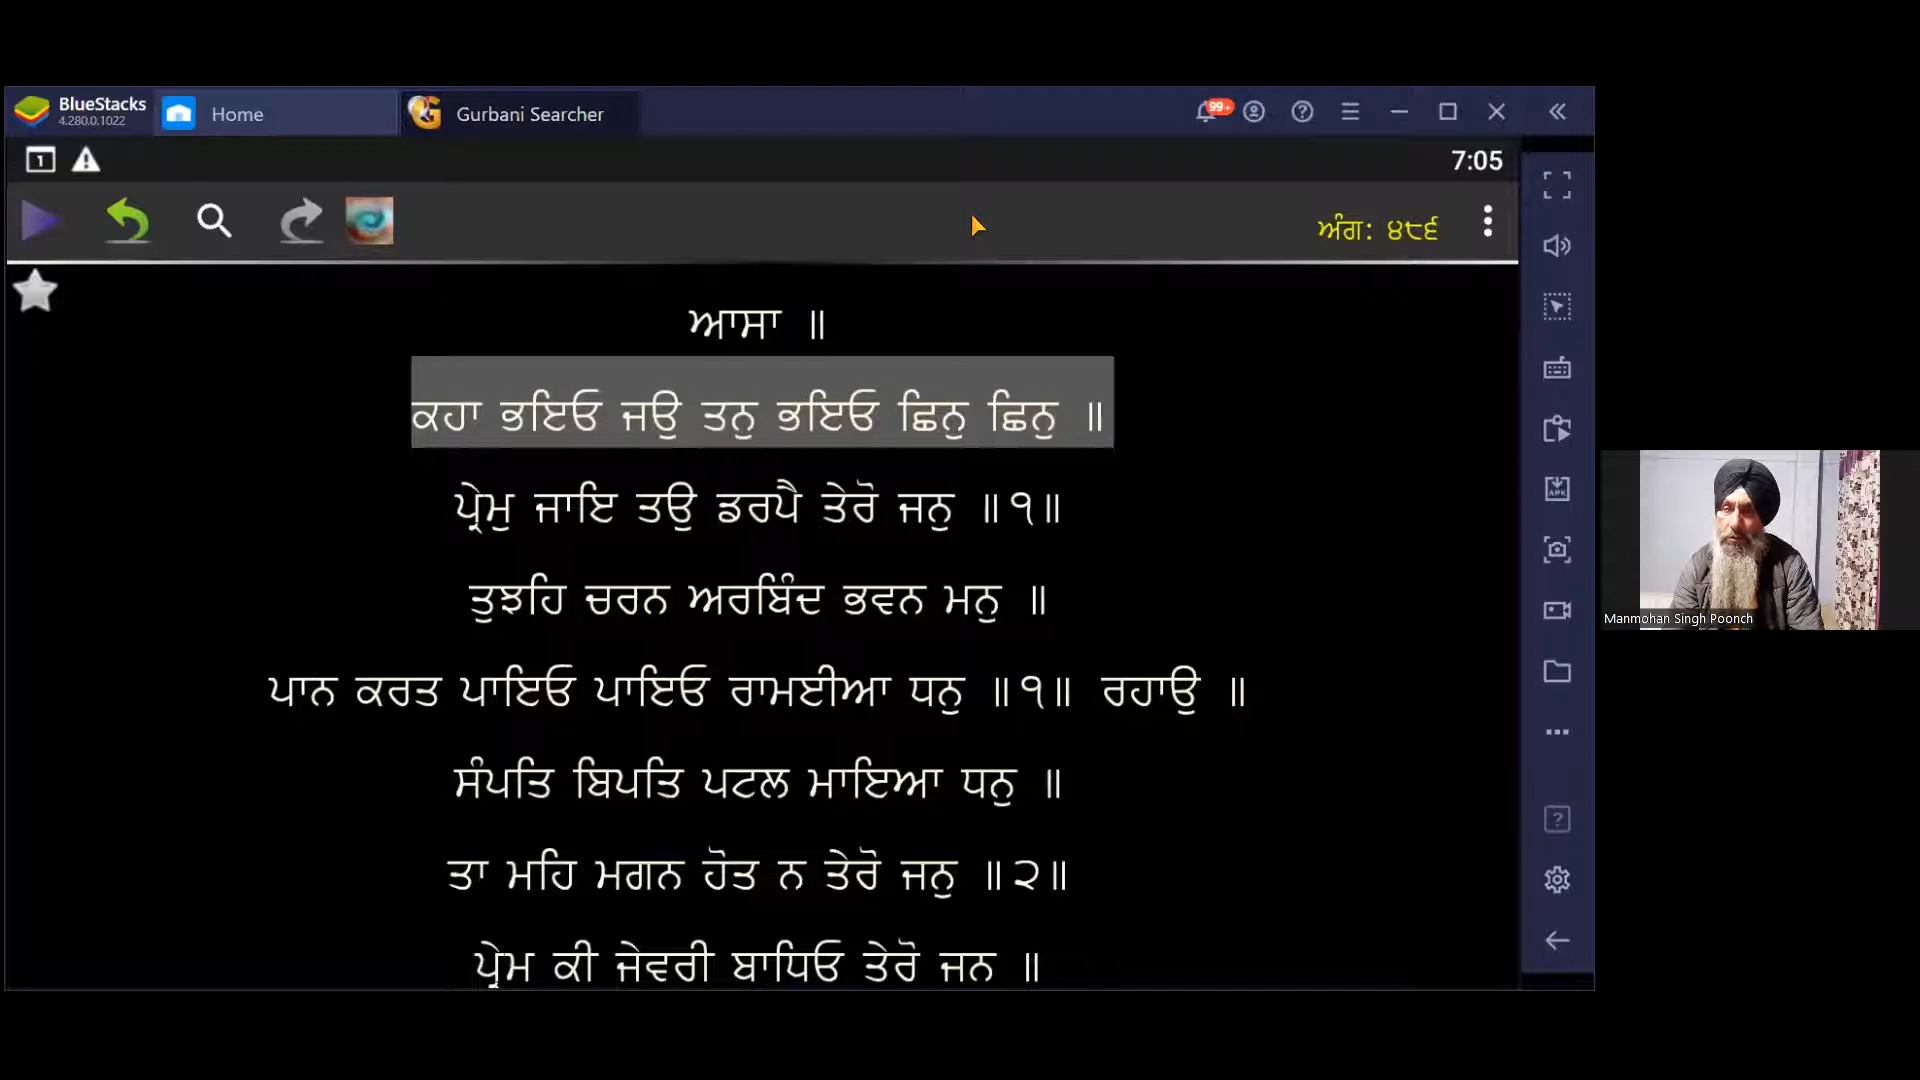 BlueStacks
4.280.0.1022
Home
Gurbani Searcher
99+
1
7:05
ਅੰਗ: ੪੮੬
ਆਸਾ ॥
ਕਹਾ ਭਇਓ ਜਉ ਤਨੁ ਭਇਓ ਛਿਨੁ ਛਿਨੁ ॥
ਪ੍ਰੇਮੁ ਜਾਇ ਤਉ ਡਰਪੈ ਤੇਰੋ ਜਨੁ ॥੧॥
ਤੁਝਹਿ ਚਰਨ ਅਰਬਿੰਦ ਭਵਨ ਮਨੁ ॥
ਪਾਨ ਕਰਤ ਪਾਇਓ ਪਾਇਓ ਰਾਮਈਆ ਧਨੁ ॥੧॥ ਰਹਾਉ ॥
ਸੰਪਤਿ ਬਿਪਤਿ ਪਟਲ ਮਾਇਆ ਧਨੁ ॥
ਤਾ ਮਹਿ ਮਗਨ ਹੋਤ ਨ ਤੇਰੋ ਜਨੁ ॥੨॥
ਪ੍ਰੇਮ ਕੀ ਜੇਵਰੀ ਬਾਧਿਓ ਤੇਰੋ ਜਨ ॥
APK
Manmohan Singh Poonch